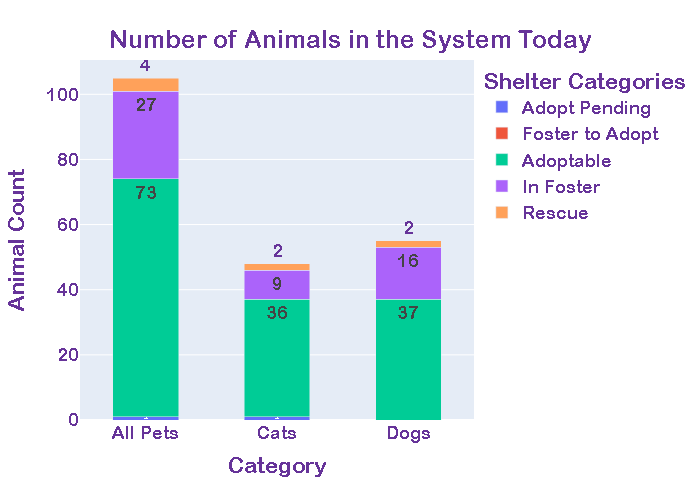 Number of Animals in the System Today
Animal Count
100
80
60
40
20
0
4
27
73
1
2
9
36
1
2
16
37
All Pets
Cats
Dogs
Category
Shelter Categories
Adopt Pending
Foster to Adopt
Adoptable
In Foster
Rescue